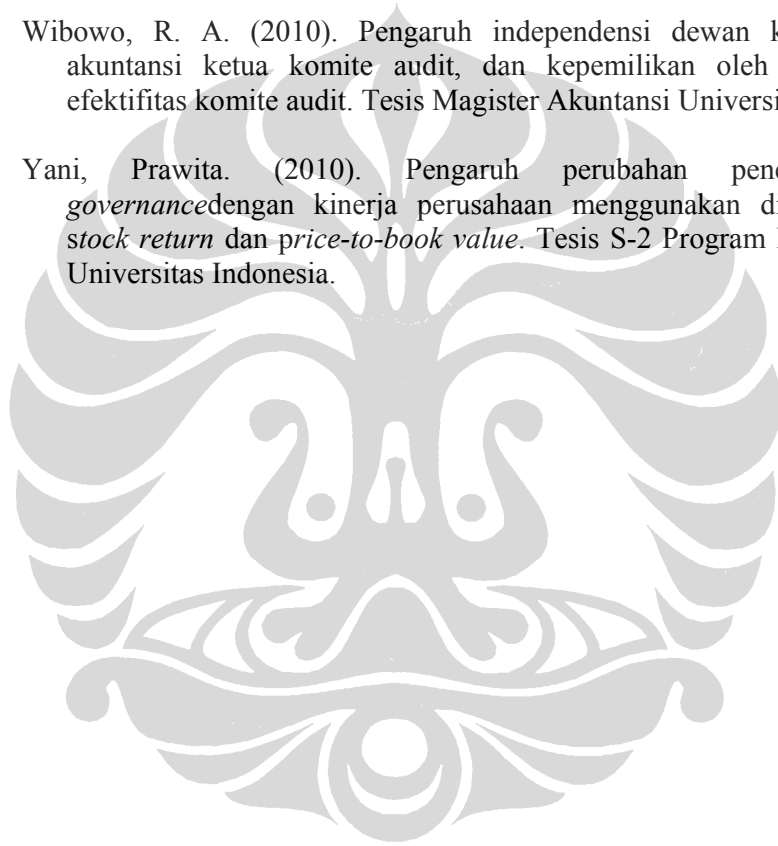 Wibowo, R. A. (2010). Pengaruh independensi dewan
akuntansi ketua komite audit, dan kepemilikan oleh
efektifitas komite audit. Tesis Magister Akuntansi
Yani, Prawita. (2010). Pengaruh perubahan
governancedengan kinerja perusahaan menggunakan
stock return dan price-to-book value. Tesis S-2 Program
Universitas Indonesia.